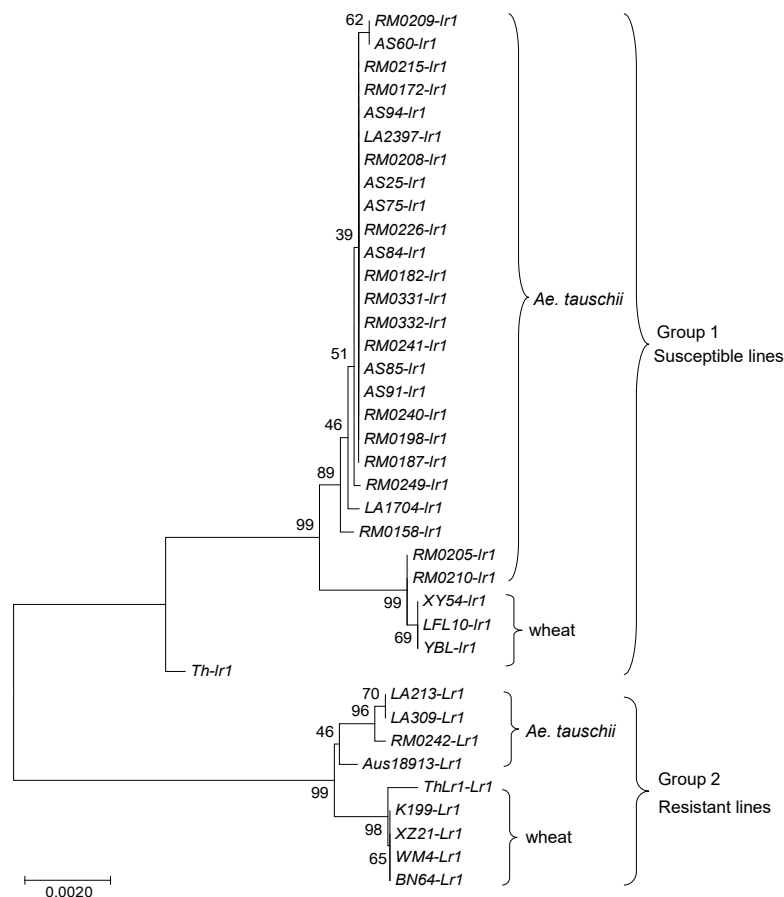 62
RM0209-lr1
AS60-lr1
RM0215-lr1
RM0172-lr1
AS94-lr1
LA2397-lr1
RM0208-lr1
AS25-lr1
AS75-lr1
39
RM0226-lr1
AS84-lr1
RM0182-lr1
Ae. tauschii
RM0331-lr1
RM0332-lr1
Group 1
Susceptible lines
RM0241-lr1
51
AS85-lr1
AS91-lr1
RM0240-lr1
46
RM0198-lr1
RM0187-lr1
89
RM0249-lr1
LA1704-lr1
99
RM0158-lr1
RM0205-lr1
RM0210-lr1
99
XY54-lr1
LFL10-lr1
wheat
69
YBL-lr1
Th-lr1
70
LA213-Lr1
96
LA309-Lr1
Ae. tauschii
46
RM0242-Lr1
Aus18913-Lr1
Group 2
Resistant lines
99
ThLr1-Lr1
K199-Lr1
98
XZ21-Lr1
wheat
65
WM4-Lr1
BN64-Lr1
0.0020